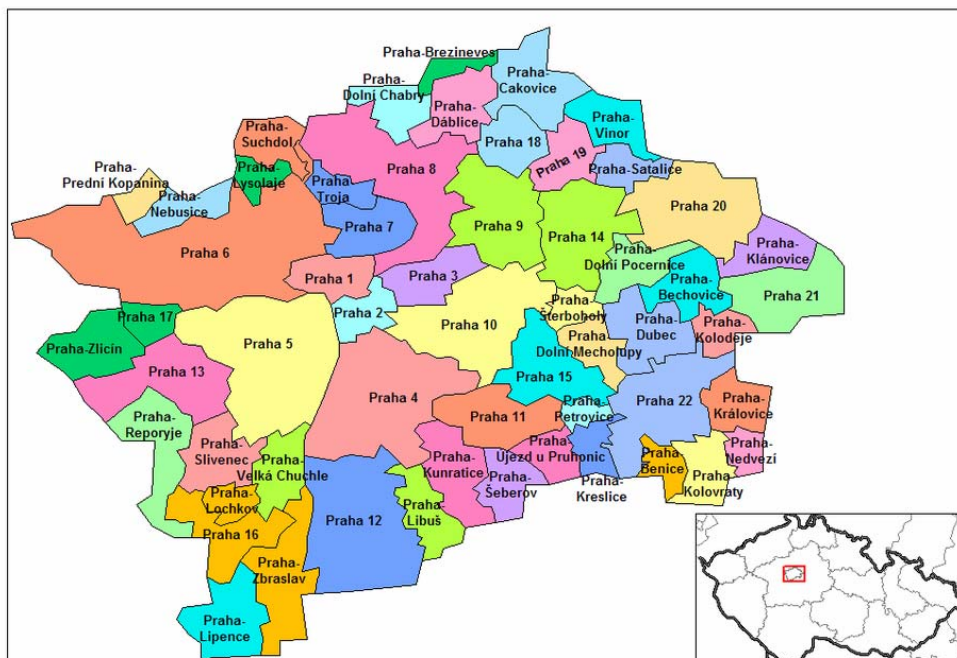 Praha-Brezineves
Praha-
Cakovice
Praha-
Dolní Chabry
Praha-
Ďáblice
Praha-
Vinor
Praha-
Suchdol
Praha 18
Praha 19
Praha-
Prední Kopanina
Praha-
Lysolaje
Praha 8
Praha-Satalice
Praha-
Nebusice
Praha-
Troja
Praha 20
Praha 6
Praha 7
Praha 9
Praha 14
Praha-
Klánovice
Praha-
Dolní Pocernice
Praha 1
Praha 3
Praha-
Bechovice
Praha 21
Praha 2
Praha-
Šterboholy
Praha 17
Praha 10
Praha-
Dubec
Praha-
Koloděje
Praha 5
Praha-
Dolní Mecholupy
Praha-Zlicín
Praha 13
Praha 15
Praha 4
Praha 22
Praha-
Královice
Praha-
Petrovice
Praha 11
Praha-
Reporyje
Praha-
Slivenec
Praha-
Velká Chuchle
Praha-
Kunratice
Praha-
Újezd u Pruhonic
Praha-
Nedvezí
Praha-
Benice
Praha-
Šeberov
Praha-
Kreslice
Praha-
Kolovraty
Praha-
Lochkov
Praha-
Libuš
Praha 12
Praha 16
Praha-
Zbraslav
Praha-
Lipence